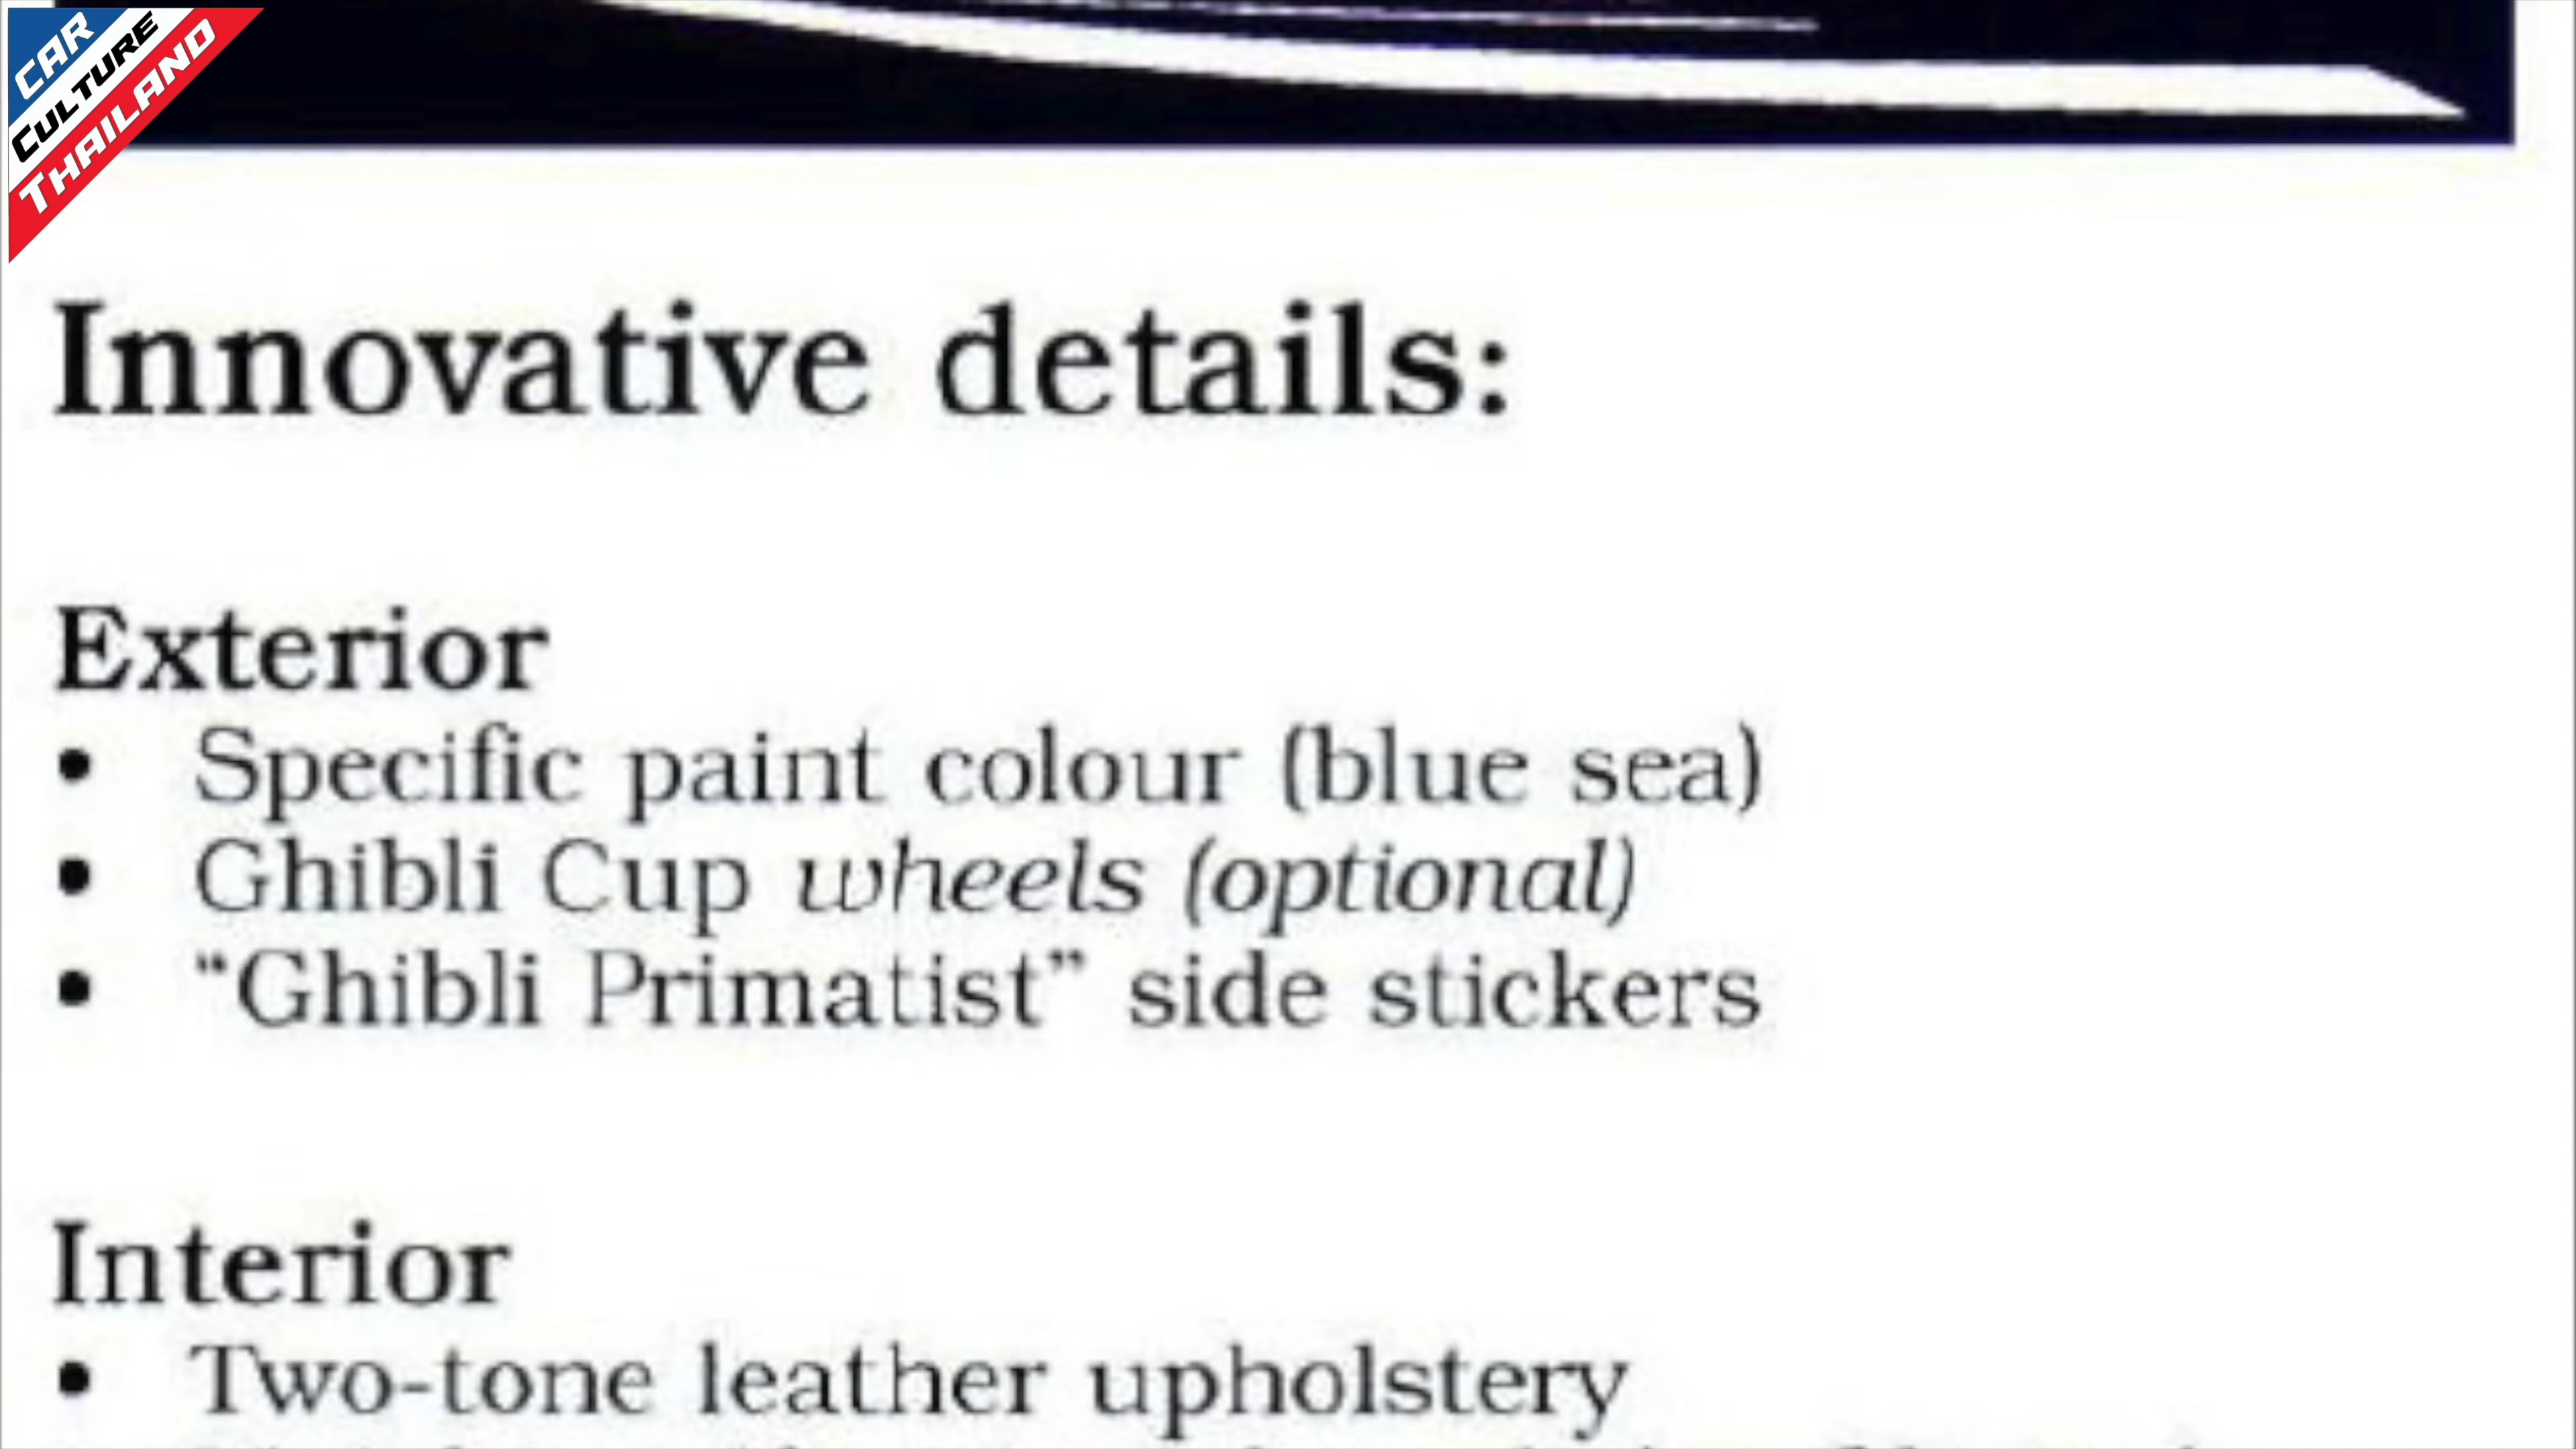 CAR
CULTURE
THAILAND
Innovative details:
Exterior
• Specific paint colour (blue sea)
• Ghibli Cup wheels (optional)
• “Ghibli Primatist” side stickers
Interior
• Two-tone leather upholstery